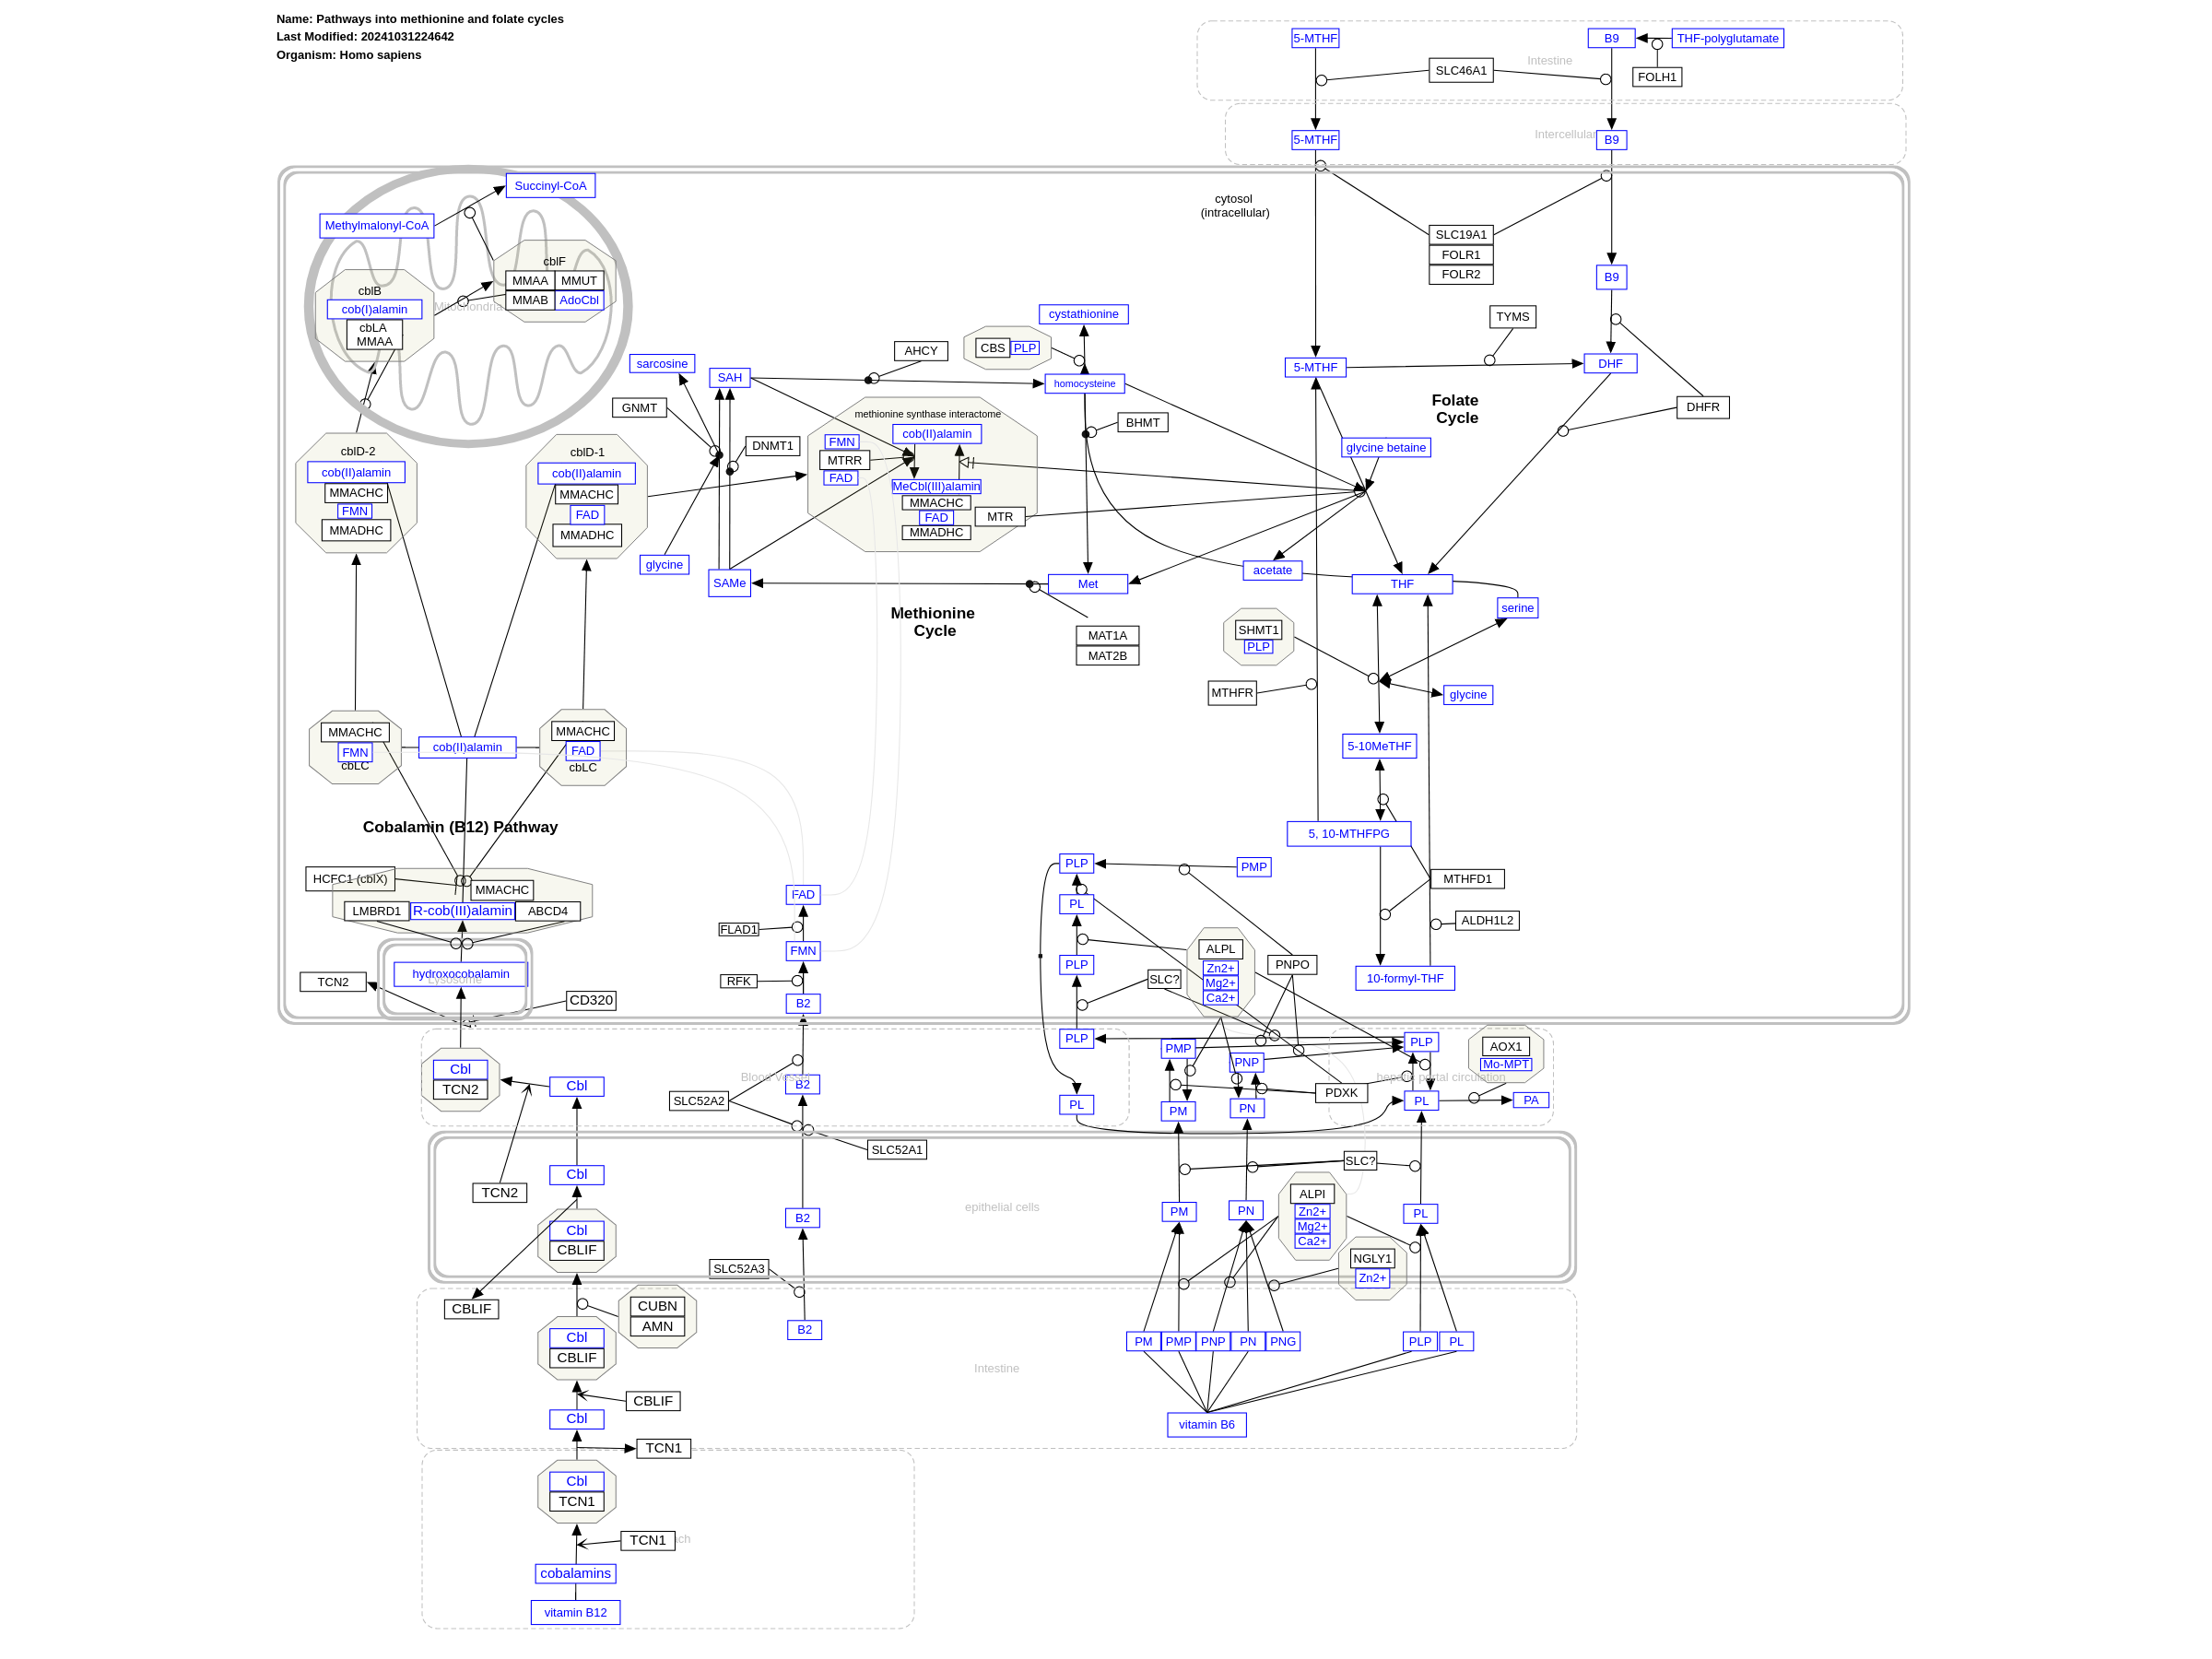 Name: Pathways into methionine and folate cycles
Last Modified: 20241031224642
Organism: Homo sapiens
5-MTHF
B9
THF-polyglutamate
Intestine
SLC46A1
FOLH1
5-MTHF
Intercellular
B9
cytosol
(intracellular)
SLC19A1
FOLR1
FOLR2
B9
TYMS
5-MTHF
DHF
DHFR
Folate
Cycle
glycine betaine
Succinyl-CoA
Methylmalonyl-CoA
cblF
MMAA
MMUT
MMAB
AdoCbl
cblB
cob(I)alamin
cbLA
MMAA
Mitochondria
cystathionine
CBS
PLP
AHCY
homocysteine
sarcosine
SAH
GNMT
DNMT1
BHMT
methionine synthase interactome
FMN
cob(II)alamin
MTRR
FAD
MeCbl(III)alamin
MMACHC
FAD
MMADHC
MTR
cblD-2
cob(II)alamin
MMACHC
FMN
MMADHC
cblD-1
cob(II)alamin
MMACHC
FAD
MMADHC
glycine
SAMe
Met
acetate
THF
serine
Methionine
Cycle
MAT1A
MAT2B
SHMT1
PLP
MTHFR
glycine
5-10MeTHF
5, 10-MTHFPG
MTHFD1
ALDH1L2
10-formyl-THF
MMACHC
FMN
cbLC
cob(II)alamin
MMACHC
FAD
cbLC
Cobalamin (B12) Pathway
HCFC1 (cblX)
MMACHC
LMBRD1
R-cob(III)alamin
ABCD4
hydroxocobalamin
Lysosome
TCN2
CD320
FAD
FLAD1
FMN
RFK
B2
PLP
PMP
PL
PLP
SLC?
ALPL
Zn2+
Mg2+
Ca2+
PNPO
PLP
PMP
PNP
PLP
AOX1
Mo-MPT
hepatic portal circulation
PDXK
PL
PM
PN
PL
PA
Cbl
TCN2
Cbl
Blood Vessel
B2
SLC52A2
SLC52A1
TCN2
Cbl
Cbl
CBLIF
B2
epithelial cells
SLC?
PM
PN
ALPI
Zn2+
Mg2+
Ca2+
PL
NGLY1
Zn2+
SLC52A3
CBLIF
CUBN
AMN
Cbl
CBLIF
B2
PM
PMP
PNP
PN
PNG
PLP
PL
Intestine
CBLIF
Cbl
vitamin B6
TCN1
Cbl
TCN1
TCN1
cobalamins
vitamin B12